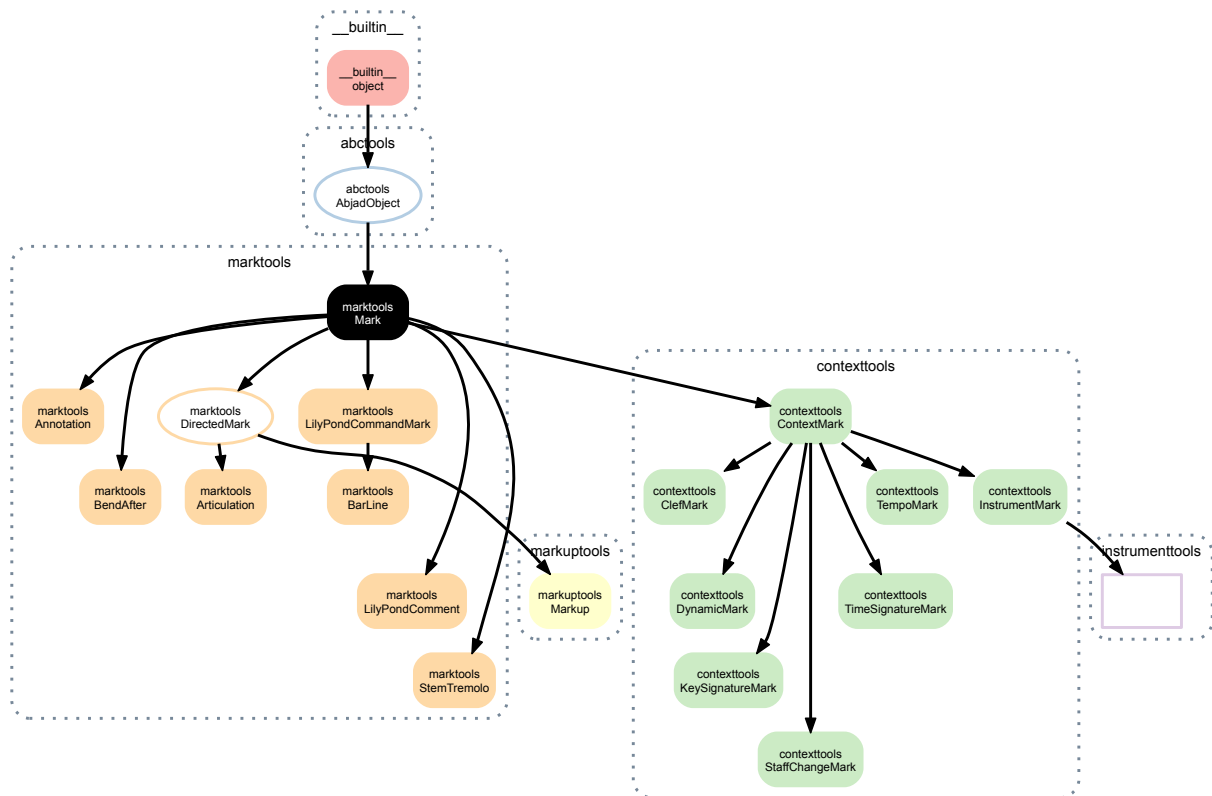 __builtin__
__builtin__
object
abctools
abctools
AbjadObject
marktools
marktools
Mark
contexttools
marktools
Annotation
marktools
DirectedMark
marktools
LilyPondCommandMark
contexttools
ContextMark
marktools
BendAfter
marktools
Articulation
marktools
BarLine
contexttools
ClefMark
contexttools
TempoMark
contexttools
InstrumentMark
markuptools
instrumenttools
marktools
LilyPondComment
markuptools
Markup
contexttools
DynamicMark
contexttools
TimeSignatureMark
marktools
StemTremolo
contexttools
KeySignatureMark
contexttools
StaffChangeMark